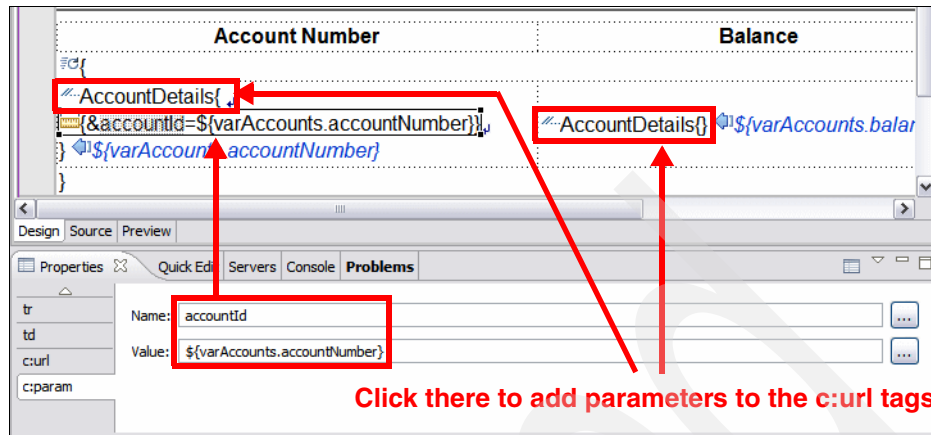 Account Number Balance
{
AccountDetails{
{&accountId=${varAccounts.accountNumber}} AccountDetails{} ${varAccounts.balan
} ${varAccounts.accountNumber}
}
Design Source Preview
Properties Quick Edit Servers Console Problems
tr
Name: accountId ...
td
Value: ${varAccounts.accountNumber} ...
c:url
c:param
Click there to add parameters to the c:url tags